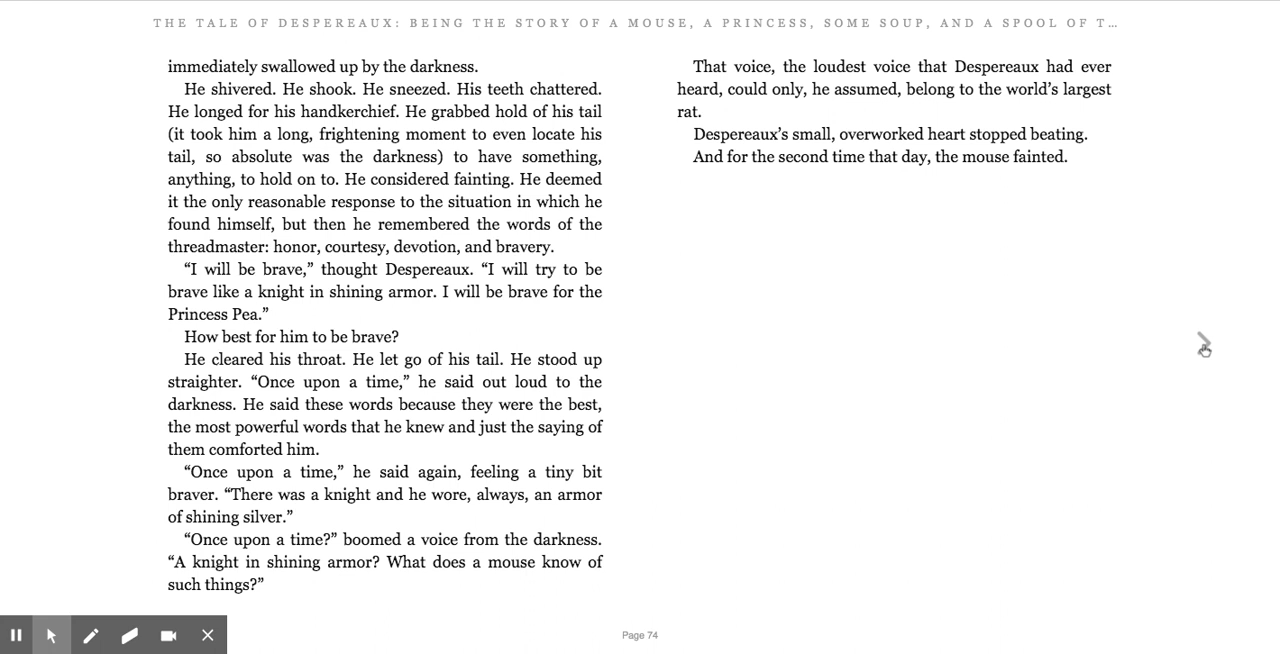 THE TALE OF DESPEREAUX: BEING THE STORY OF A MOUSE, A PRINCESS, SOME SOUP, AND A SPOOL OF T...
immediately swallowed up by the darkness.
He shivered. He shook. He sneezed. His teeth chattered.
He longed for his handkerchief. He grabbed hold of his tail
(it took him a long, frightening moment to even locate his
tail, so absolute was the darkness) to have something,
anything, to hold on to. He considered fainting. He deemed
it the only reasonable response to the situation in which he
found himself, but then he remembered the words of the
threadmaster: honor, courtesy, devotion, and bravery.
“I will be brave,” thought Despereaux. “I will try to be
brave like a knight in shining armor. I will be brave for the
Princess Pea.”
How best for him to be brave?
He cleared his throat. He let go of his tail. He stood up
straighter. “Once upon a time,” he said out loud to the
darkness. He said these words because they were the best,
the most powerful words that he knew and just the saying of
them comforted him.
“Once upon a time,” he said again, feeling a tiny bit
braver. “There was a knight and he wore, always, an armor
of shining silver.”
“Once upon a time?” boomed a voice from the darkness.
“A knight in shining armor? What does a mouse know of
such things?”
That voice, the loudest voice that Despereaux had ever
heard, could only, he assumed, belong to the world’s largest
rat.
Despereaux’s small, overworked heart stopped beating.
And for the second time that day, the mouse fainted.
Page 74